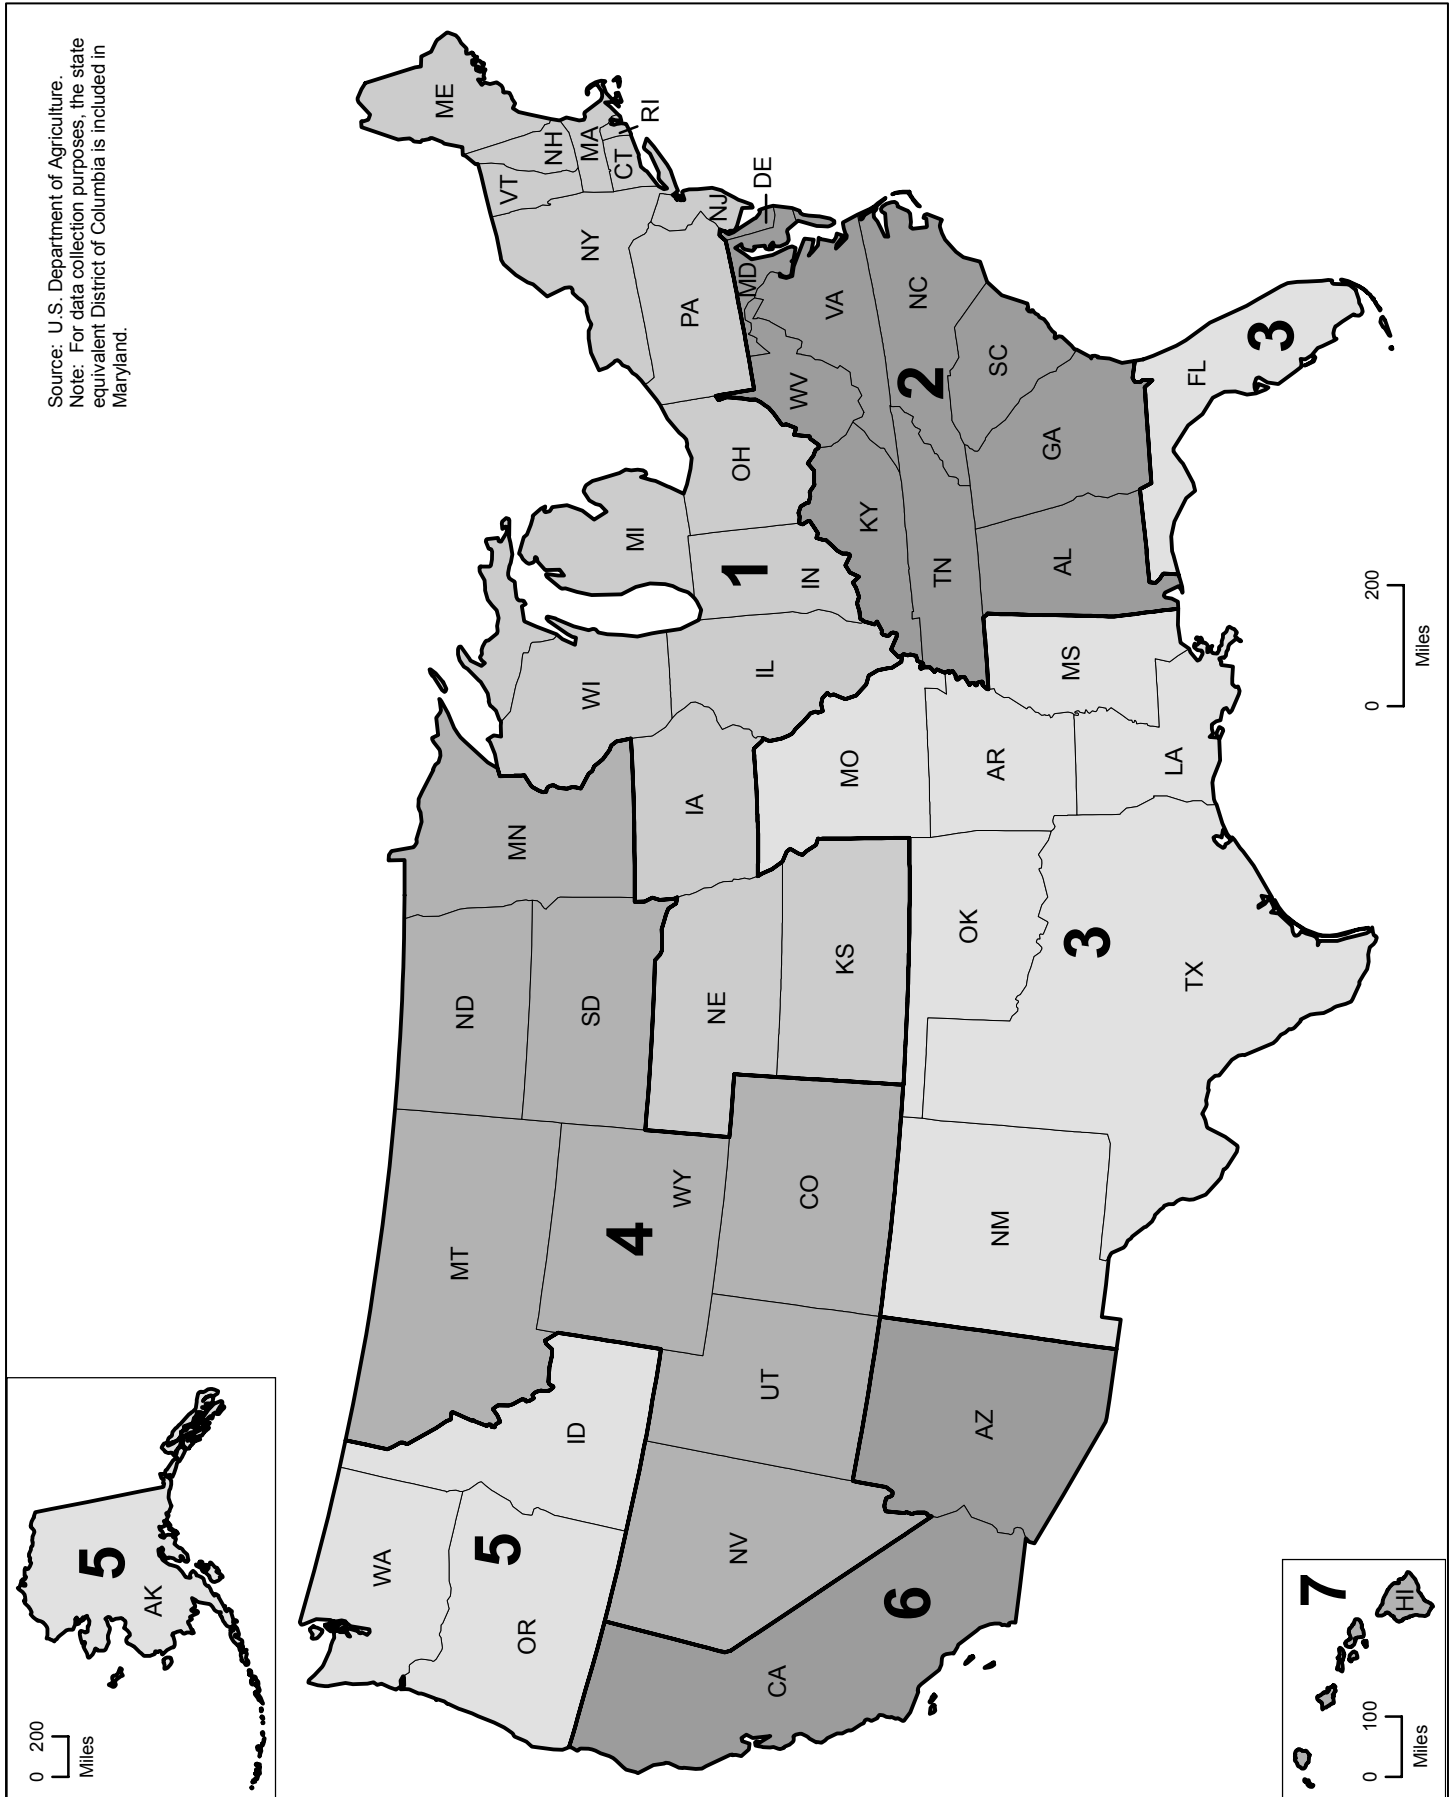 Source: U.S. Department of Agriculture.
Note: For data collection purposes, the state
equivalent District of Columbia is included in
Maryland.
5
AK
0 200
Miles
WA
OR
5
ID
MT
4
WY
ND
SD
MN
NE
KS
IA
WI
MI
IL
1
IN
OH
PA
NY
VT
NH
ME
MA
CT
RI
NJ
DE
MD
CA
6
NV
UT
CO
AZ
NM
OK
3
TX
MO
AR
LA
MS
KY
TN
WV
VA
2
NC
SC
GA
AL
FL
3
7
HI
0 100
Miles
0 200
Miles